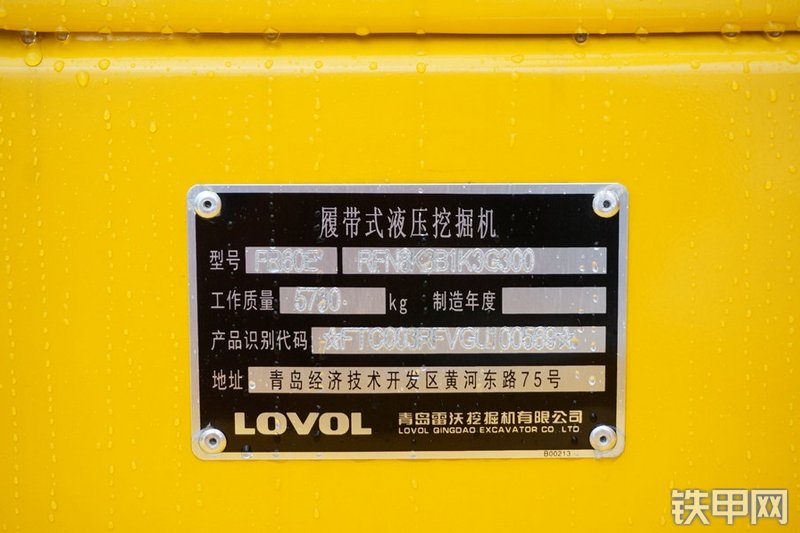 履带式液压挖掘机
型号 FR60E RFN8K2B1K3G300
工作质量 5730 kg 制造年度
产品识别代码
地址 青岛经济技术开发区黄河东路75号
LOVOL 青岛雷沃挖掘机有限公司
LOVOL QINGDAO EXCAVATOR CO. LTD
B00213
铁甲网